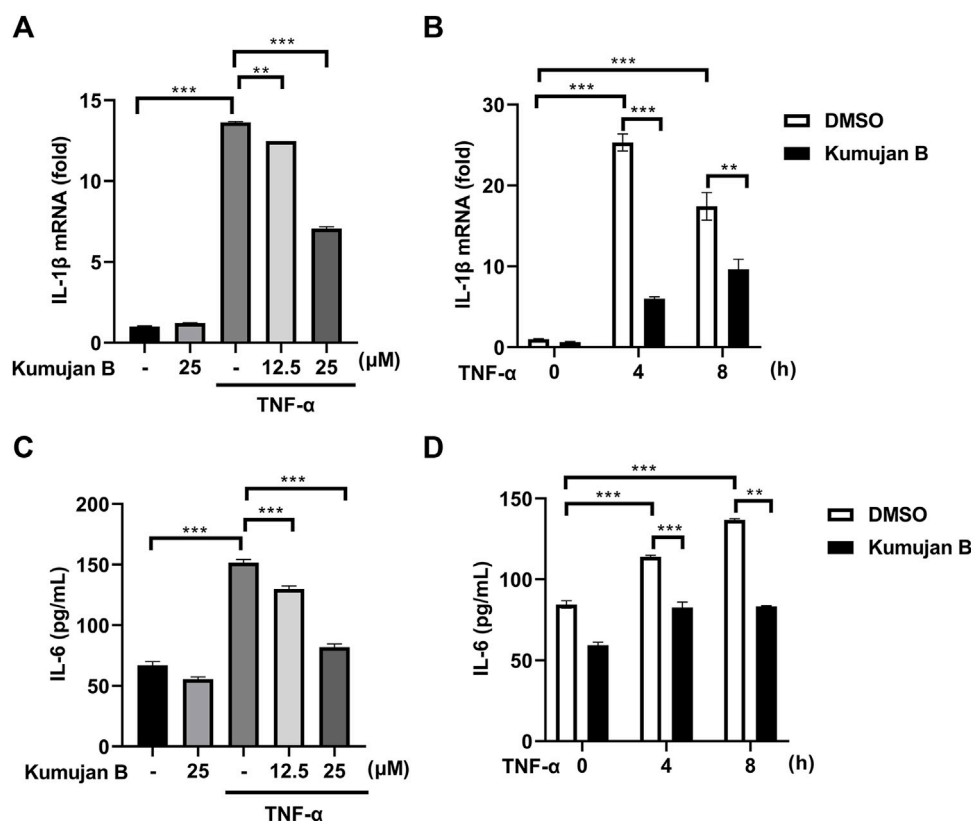 A
***
***
**
15
10
5
0
IL-1β mRNA (fold)
Kumujan B - 25 - 12.5 25 (μM)
TNF-α
B
***
***
***
**
30
20
10
0
IL-1β mRNA (fold)
TNF-α 0 4 8 (h)
DMSO
Kumujan B
C
***
***
***
200
150
100
50
0
IL-6 (pg/mL)
Kumujan B - 25 - 12.5 25 (μM)
TNF-α
D
***
***
**
***
150
100
50
0
IL-6 (pg/mL)
TNF-α 0 4 8 (h)
DMSO
Kumujan B